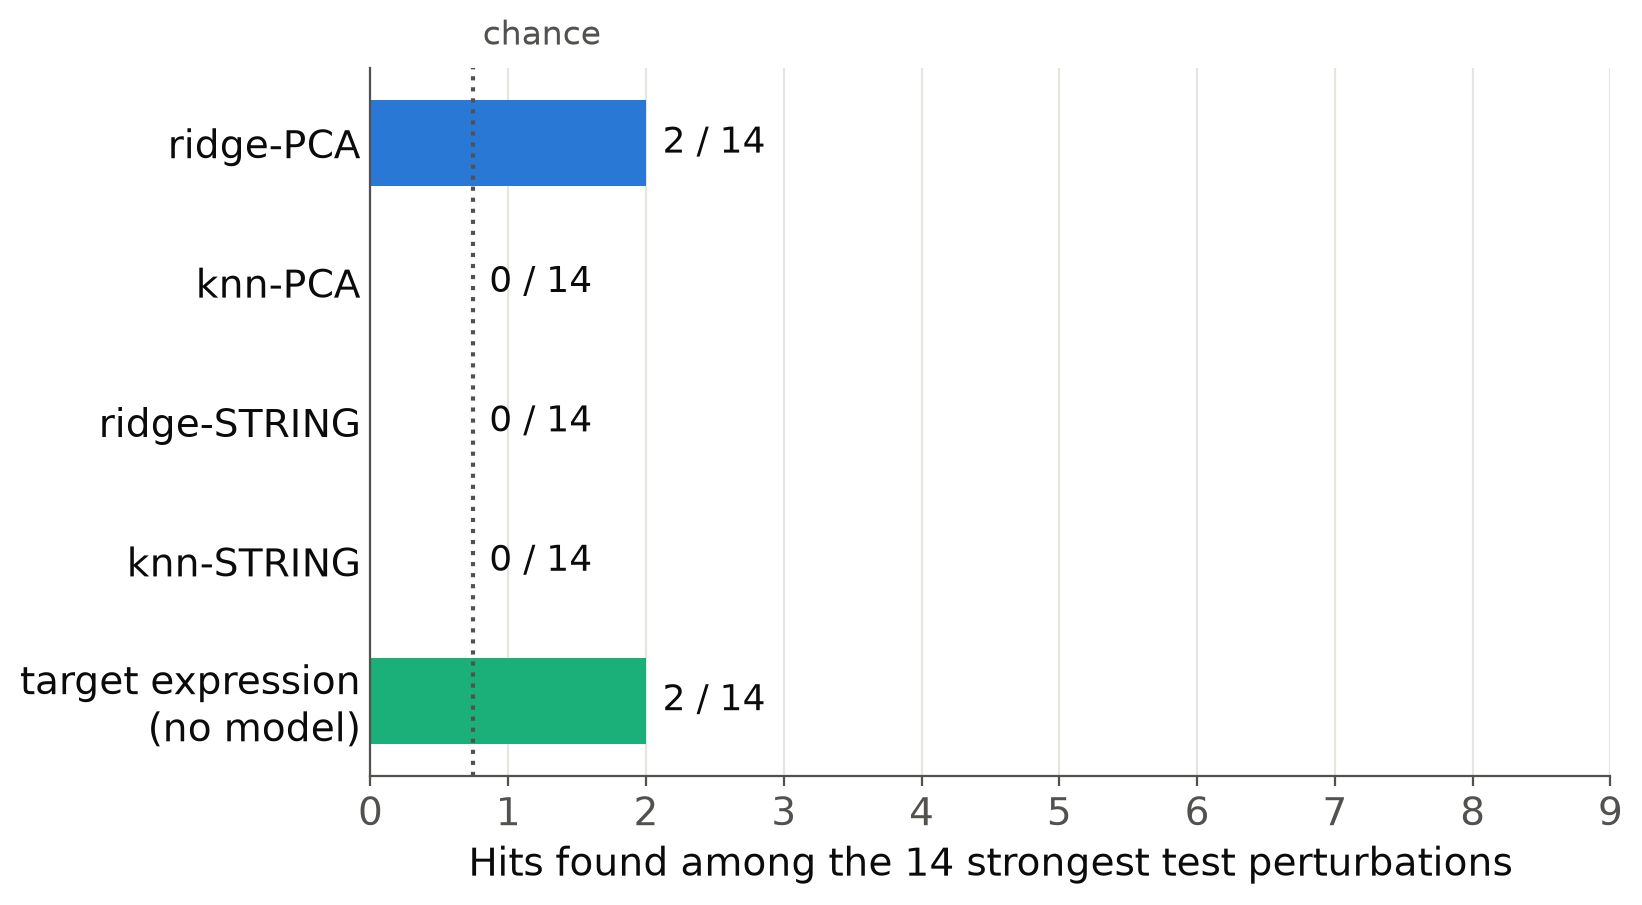 chance
ridge-PCA
2 / 14
knn-PCA
0 / 14
ridge-STRING
0 / 14
knn-STRING
0 / 14
target expression
(no model)
2 / 14
0 1 2 3 4 5 6 7 8 9
Hits found among the 14 strongest test perturbations